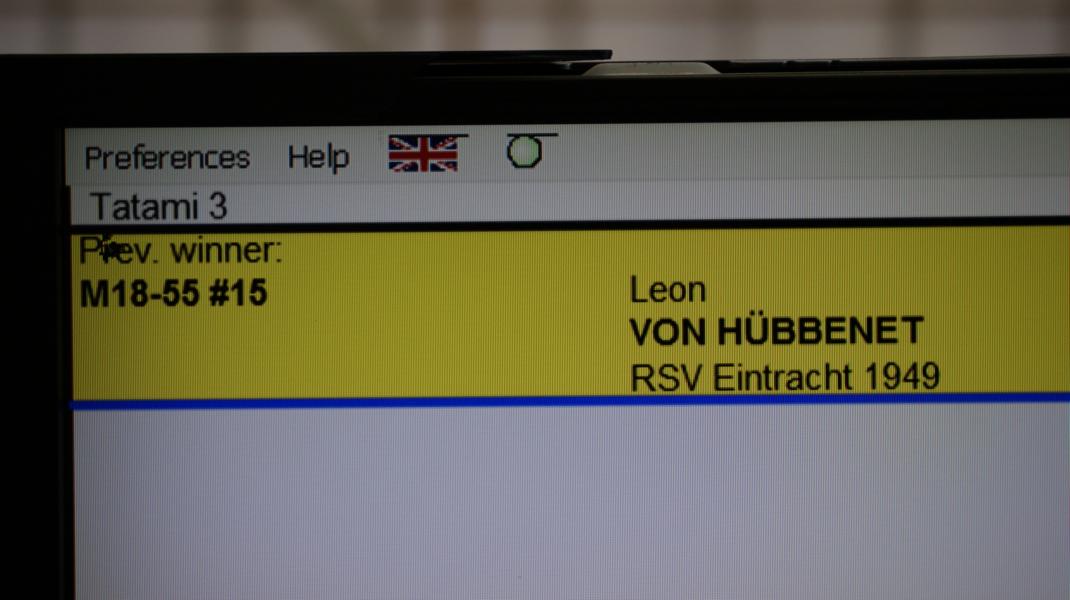 Preferences Help
Tatami 3
Prev. winner:
M18-55 #15
Leon
VON HÜBBENET
RSV Eintracht 1949